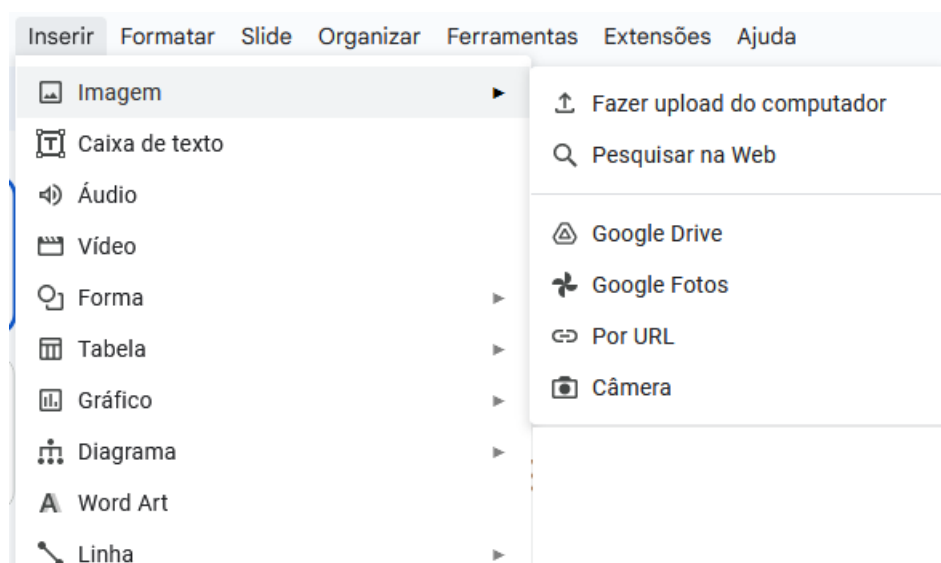 Inserir Formatar Slide Organizar Ferramentas Extensões Ajuda
Imagem
Caixa de texto
Áudio
Vídeo
Forma
Tabela
Gráfico
Diagrama
Word Art
Linha
Fazer upload do computador
Pesquisar na Web
Google Drive
Google Fotos
Por URL
Câmera